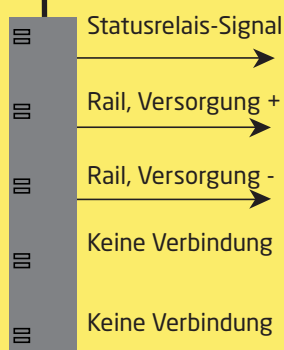 Statusrelais-Signal
Rail, Versorgung +
Rail, Versorgung -
Keine Verbindung
Keine Verbindung